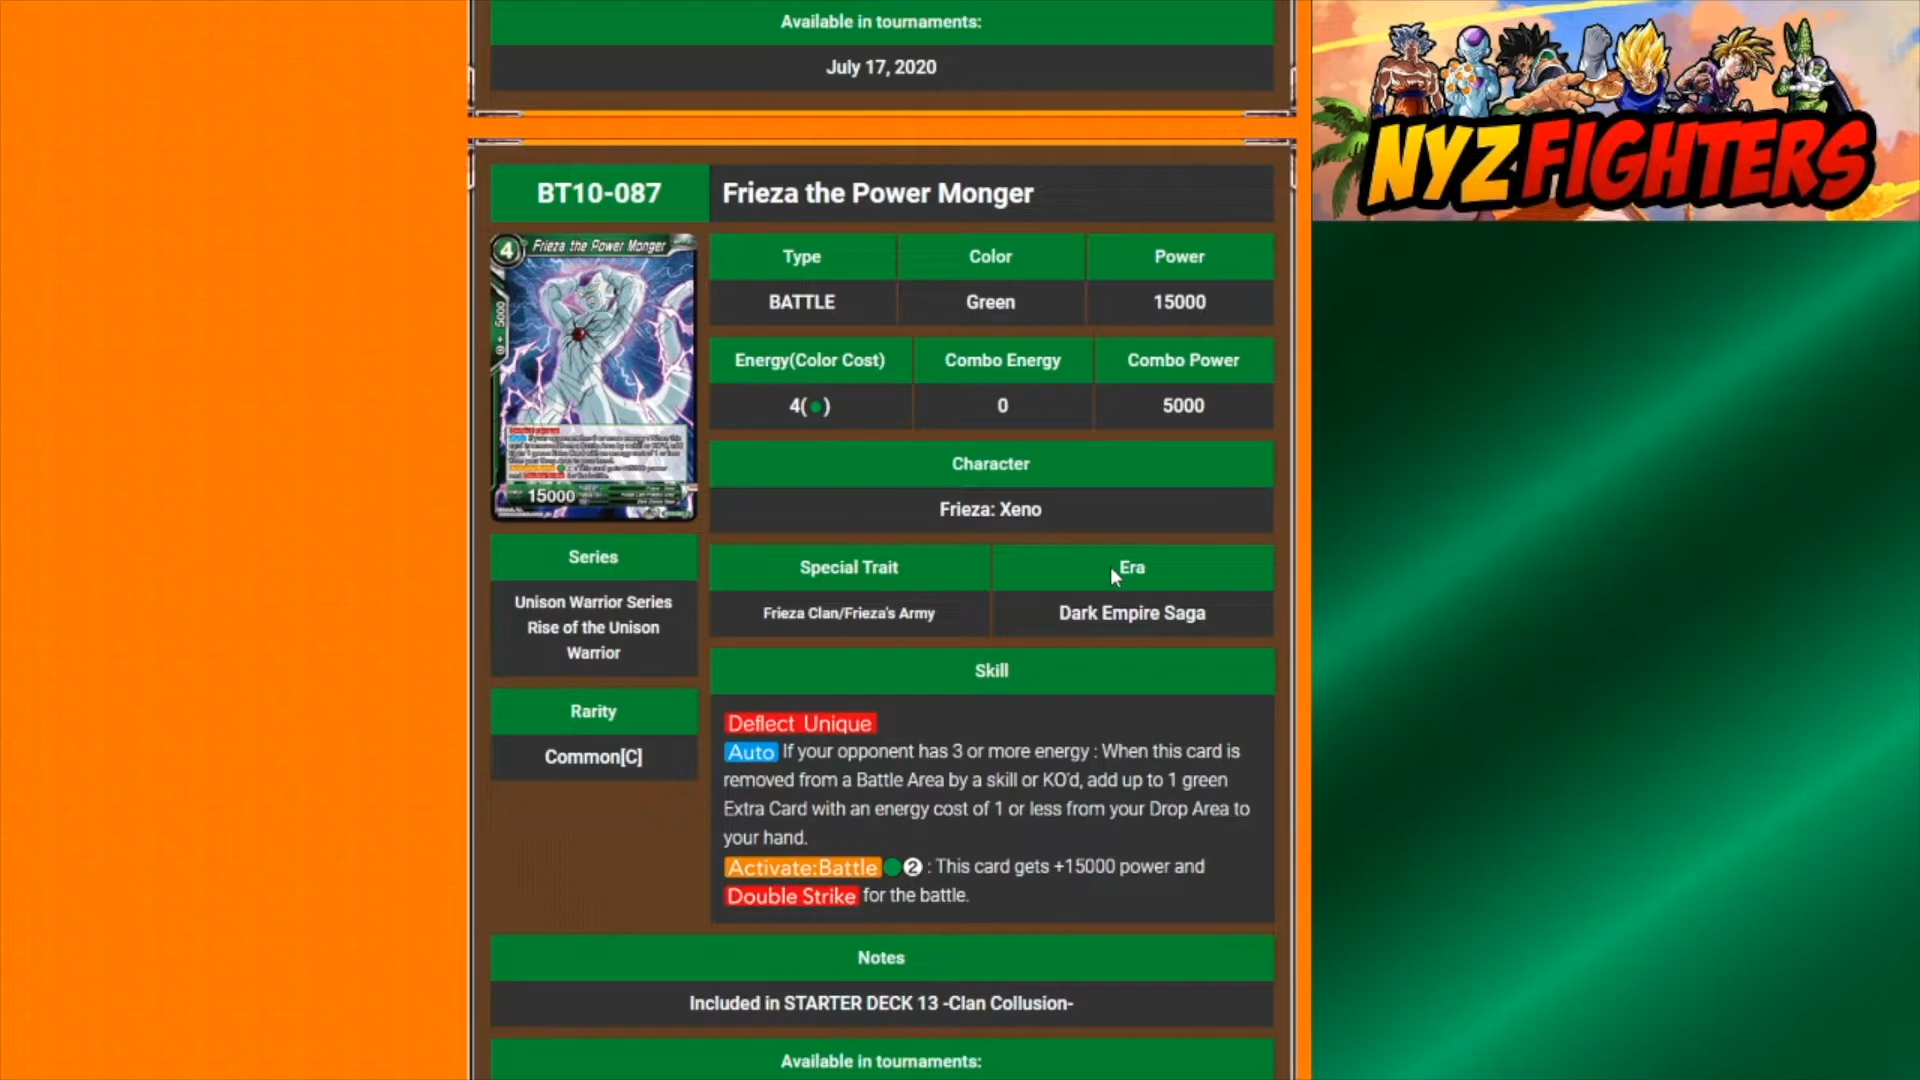 Available in tournaments:
July 17, 2020
NYZ FIGHTERS
BT10-087
Frieza the Power Monger
4
Frieza the Power Monger
5000
15000
Type
Color
Power
BATTLE
Green
15000
Energy(Color Cost)
Combo Energy
Combo Power
4( )
0
5000
Character
Frieza: Xeno
Special Trait
Era
Frieza Clan/Frieza's Army
Dark Empire Saga
Series
Unison Warrior Series
Rise of the Unison
Warrior
Rarity
Common[C]
Skill
Deflect Unique
Auto If your opponent has 3 or more energy : When this card is
removed from a Battle Area by a skill or KO'd, add up to 1 green
Extra Card with an energy cost of 1 or less from your Drop Area to
your hand.
Activate:Battle 2 : This card gets +15000 power and
Double Strike for the battle.
Notes
Included in STARTER DECK 13 -Clan Collusion-
Available in tournaments: